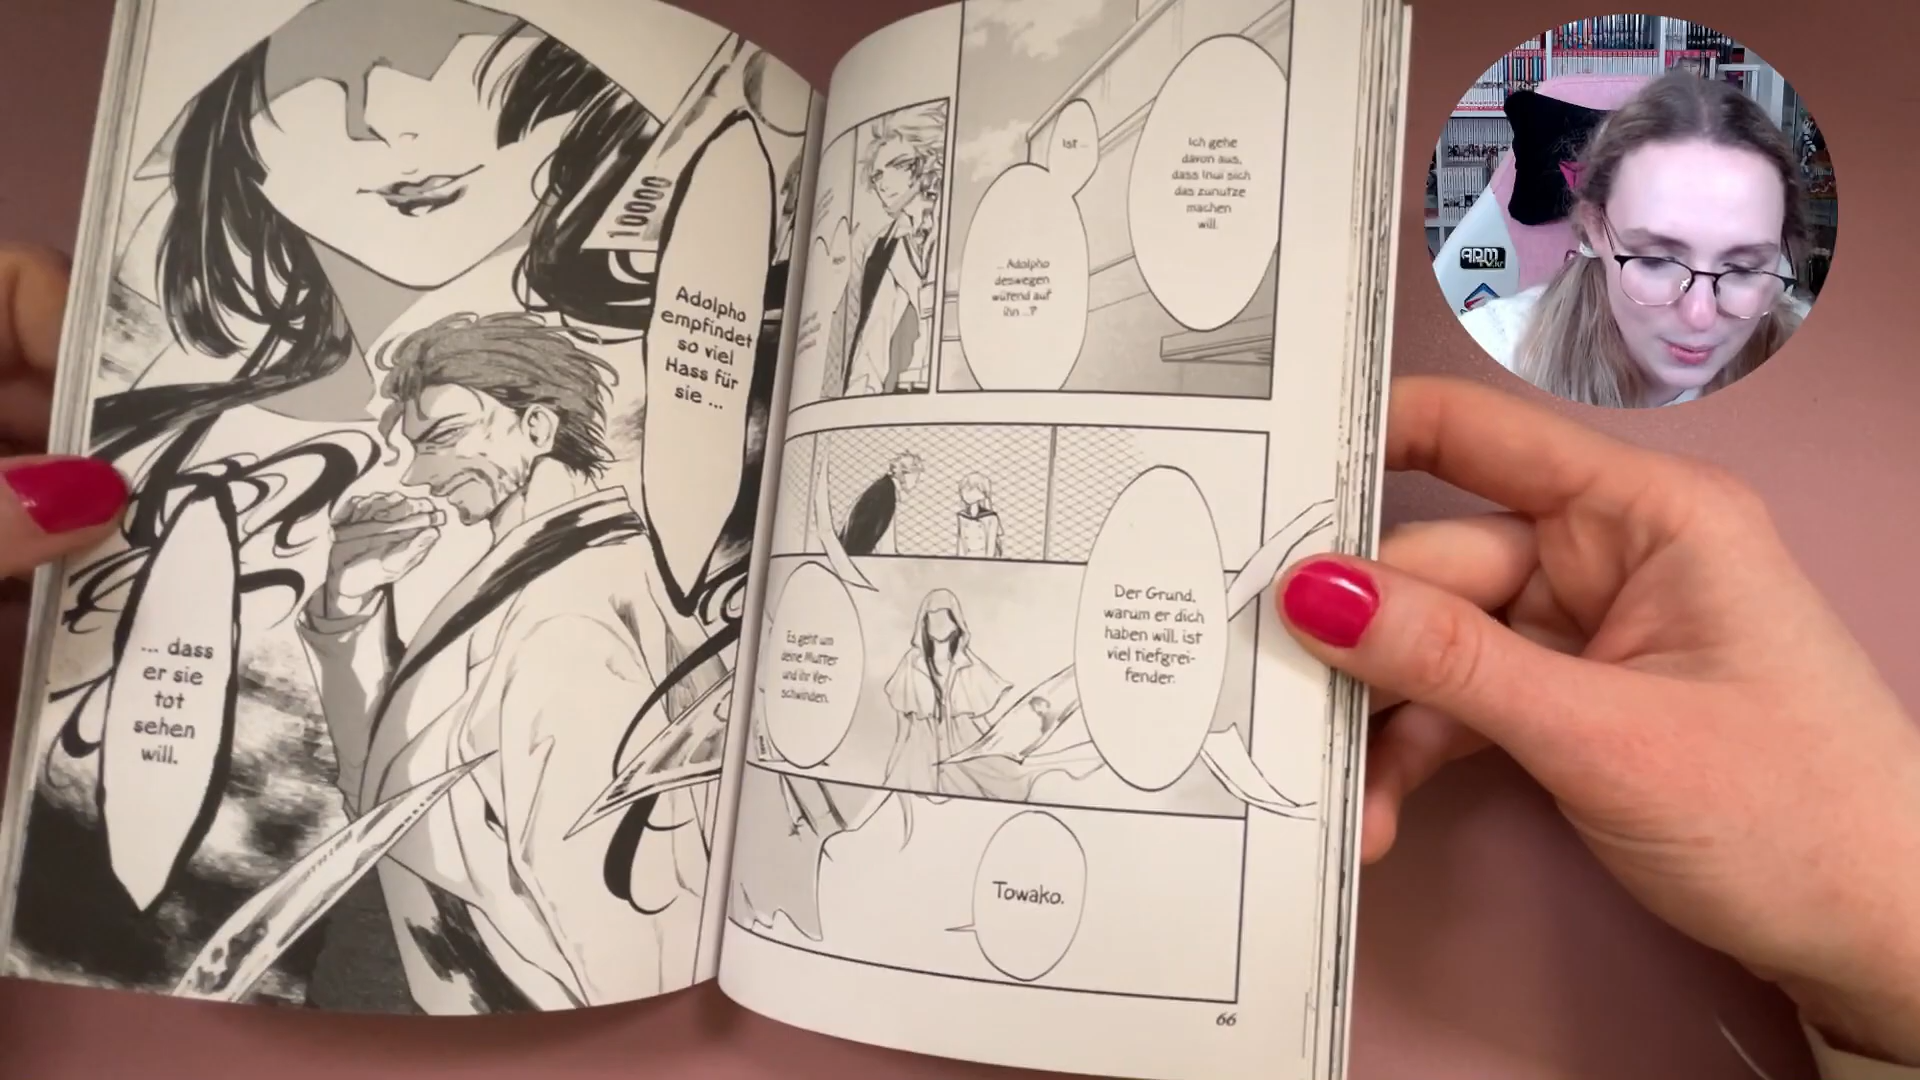 Ich gehe
davon aus,
dass Inui sich
das zunutze
machen
will.
Ist ...
... Adolpho
deswegen
wütend auf
ihn ...?
Der Grund,
warum er dich
haben will, ist
viel tiefgrei-
fender.
Es geht um
deine Mutter
und ihr Ver-
schwinden.
Towako.
66
10000
Adolpho
empfindet
so viel
Hass für
sie ...
... dass
er sie
tot
sehen
will.